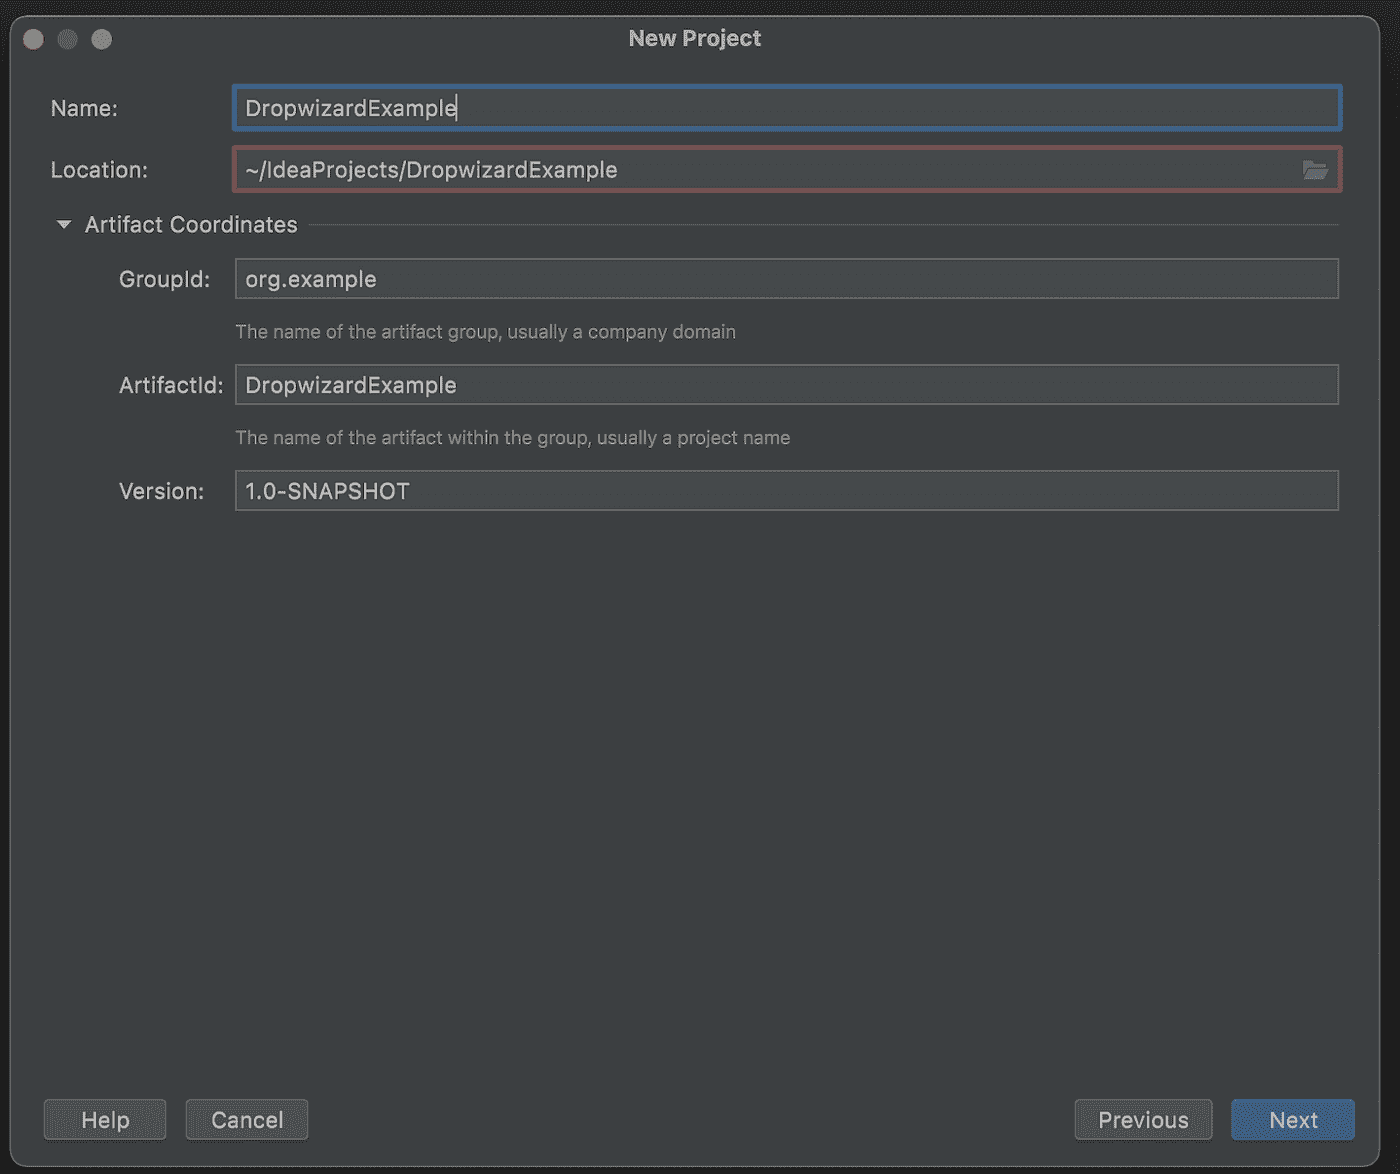 New Project
Name: DropwizardExample
Location: ~/IdeaProjects/DropwizardExample
Artifact Coordinates
GroupId: org.example
The name of the artifact group, usually a company domain
ArtifactId: DropwizardExample
The name of the artifact within the group, usually a project name
Version: 1.0-SNAPSHOT
Help Cancel Previous Next